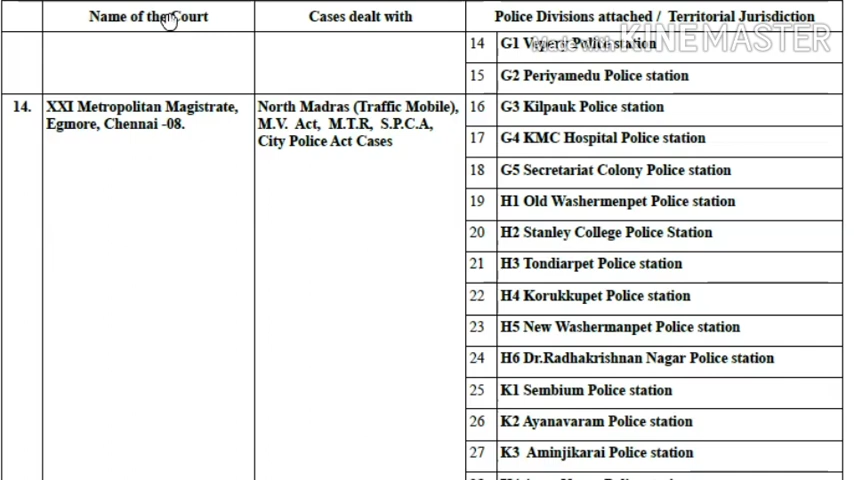 Name of the Court Cases dealt with Police Divisions attached / Territorial Jurisdiction
Made with KINEMASTER
14 G1 Vepery Police station
15 G2 Periyamedu Police station
14. XXI Metropolitan Magistrate, North Madras (Traffic Mobile), 16 G3 Kilpauk Police station
Egmore, Chennai -08. M.V. Act, M.T.R, S.P.C.A,
17 G4 KMC Hospital Police station
City Police Act Cases
18 G5 Secretariat Colony Police station
19 H1 Old Washermenpet Police station
20 H2 Stanley College Police Station
21 H3 Tondiarpet Police station
22 H4 Korukkupet Police station
23 H5 New Washermanpet Police station
24 H6 Dr.Radhakrishnan Nagar Police station
25 K1 Sembium Police station
26 K2 Ayanavaram Police station
27 K3 Aminjikarai Police station